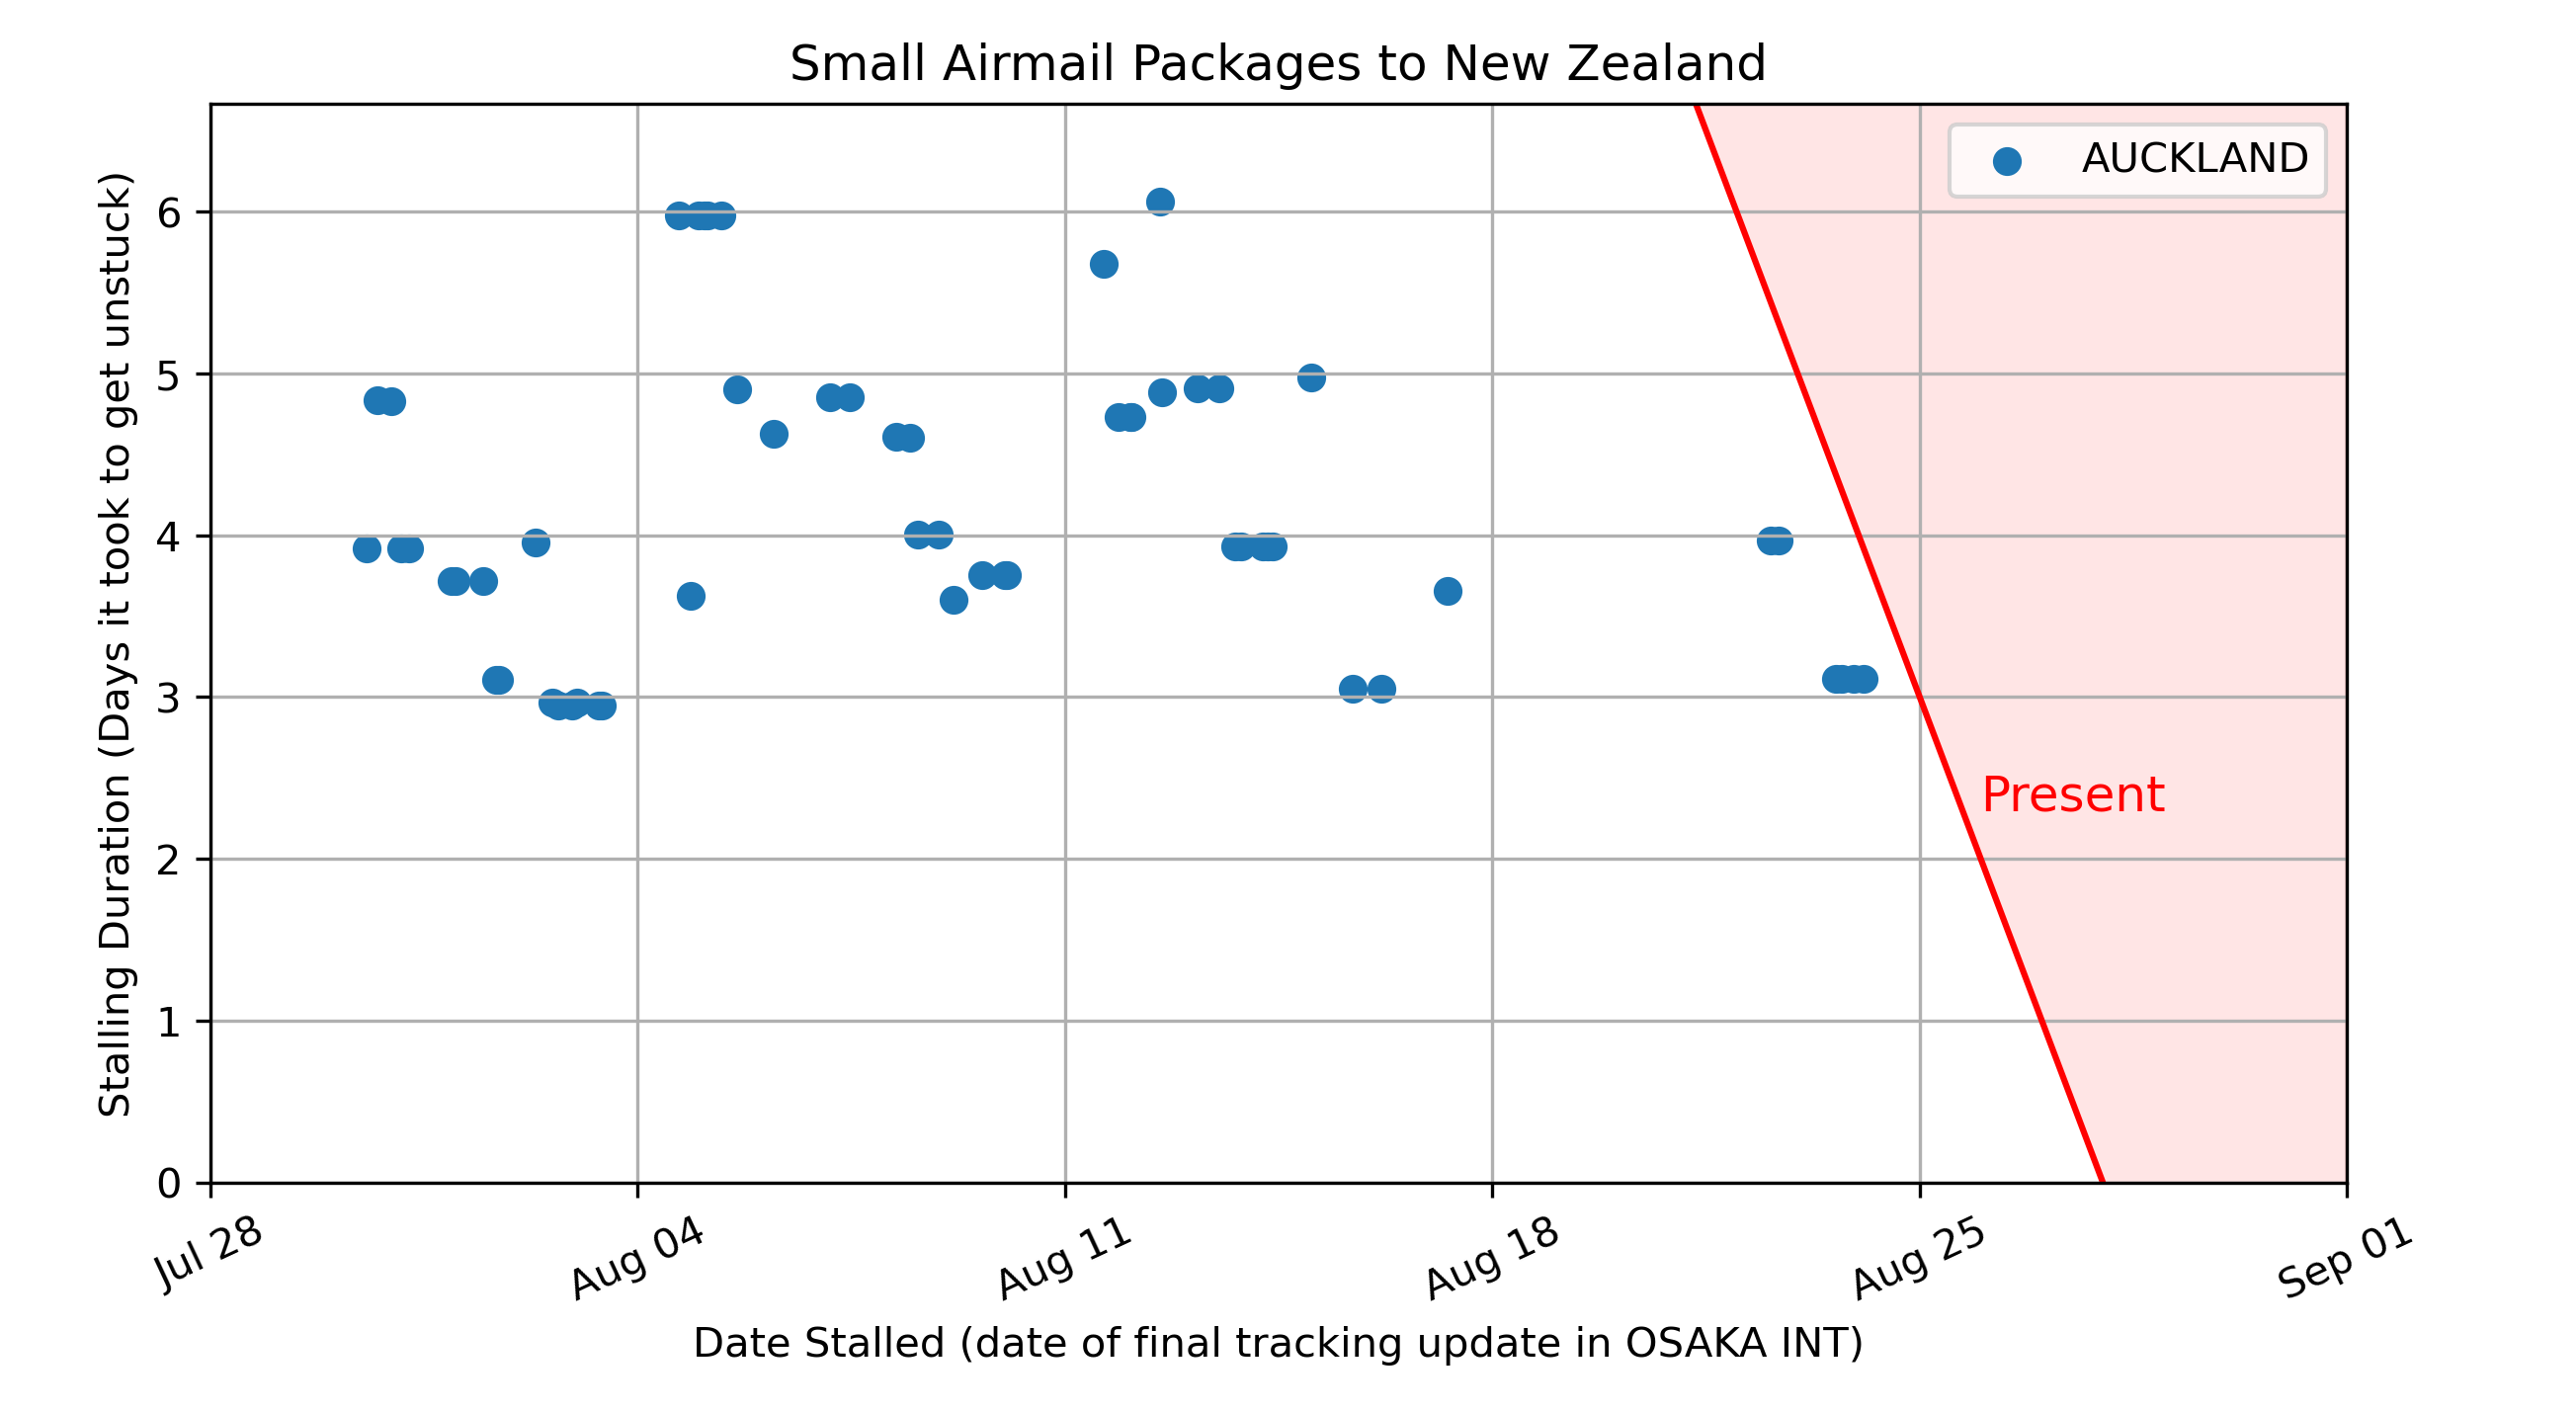 Small Airmail Packages to New Zealand
AUCKLAND
Stalling Duration (Days it took to get unstuck)
6
5
4
3
2
1
0
Present
Jul 28
Aug 04
Aug 11
Aug 18
Aug 25
Sep 01
Date Stalled (date of final tracking update in OSAKA INT)